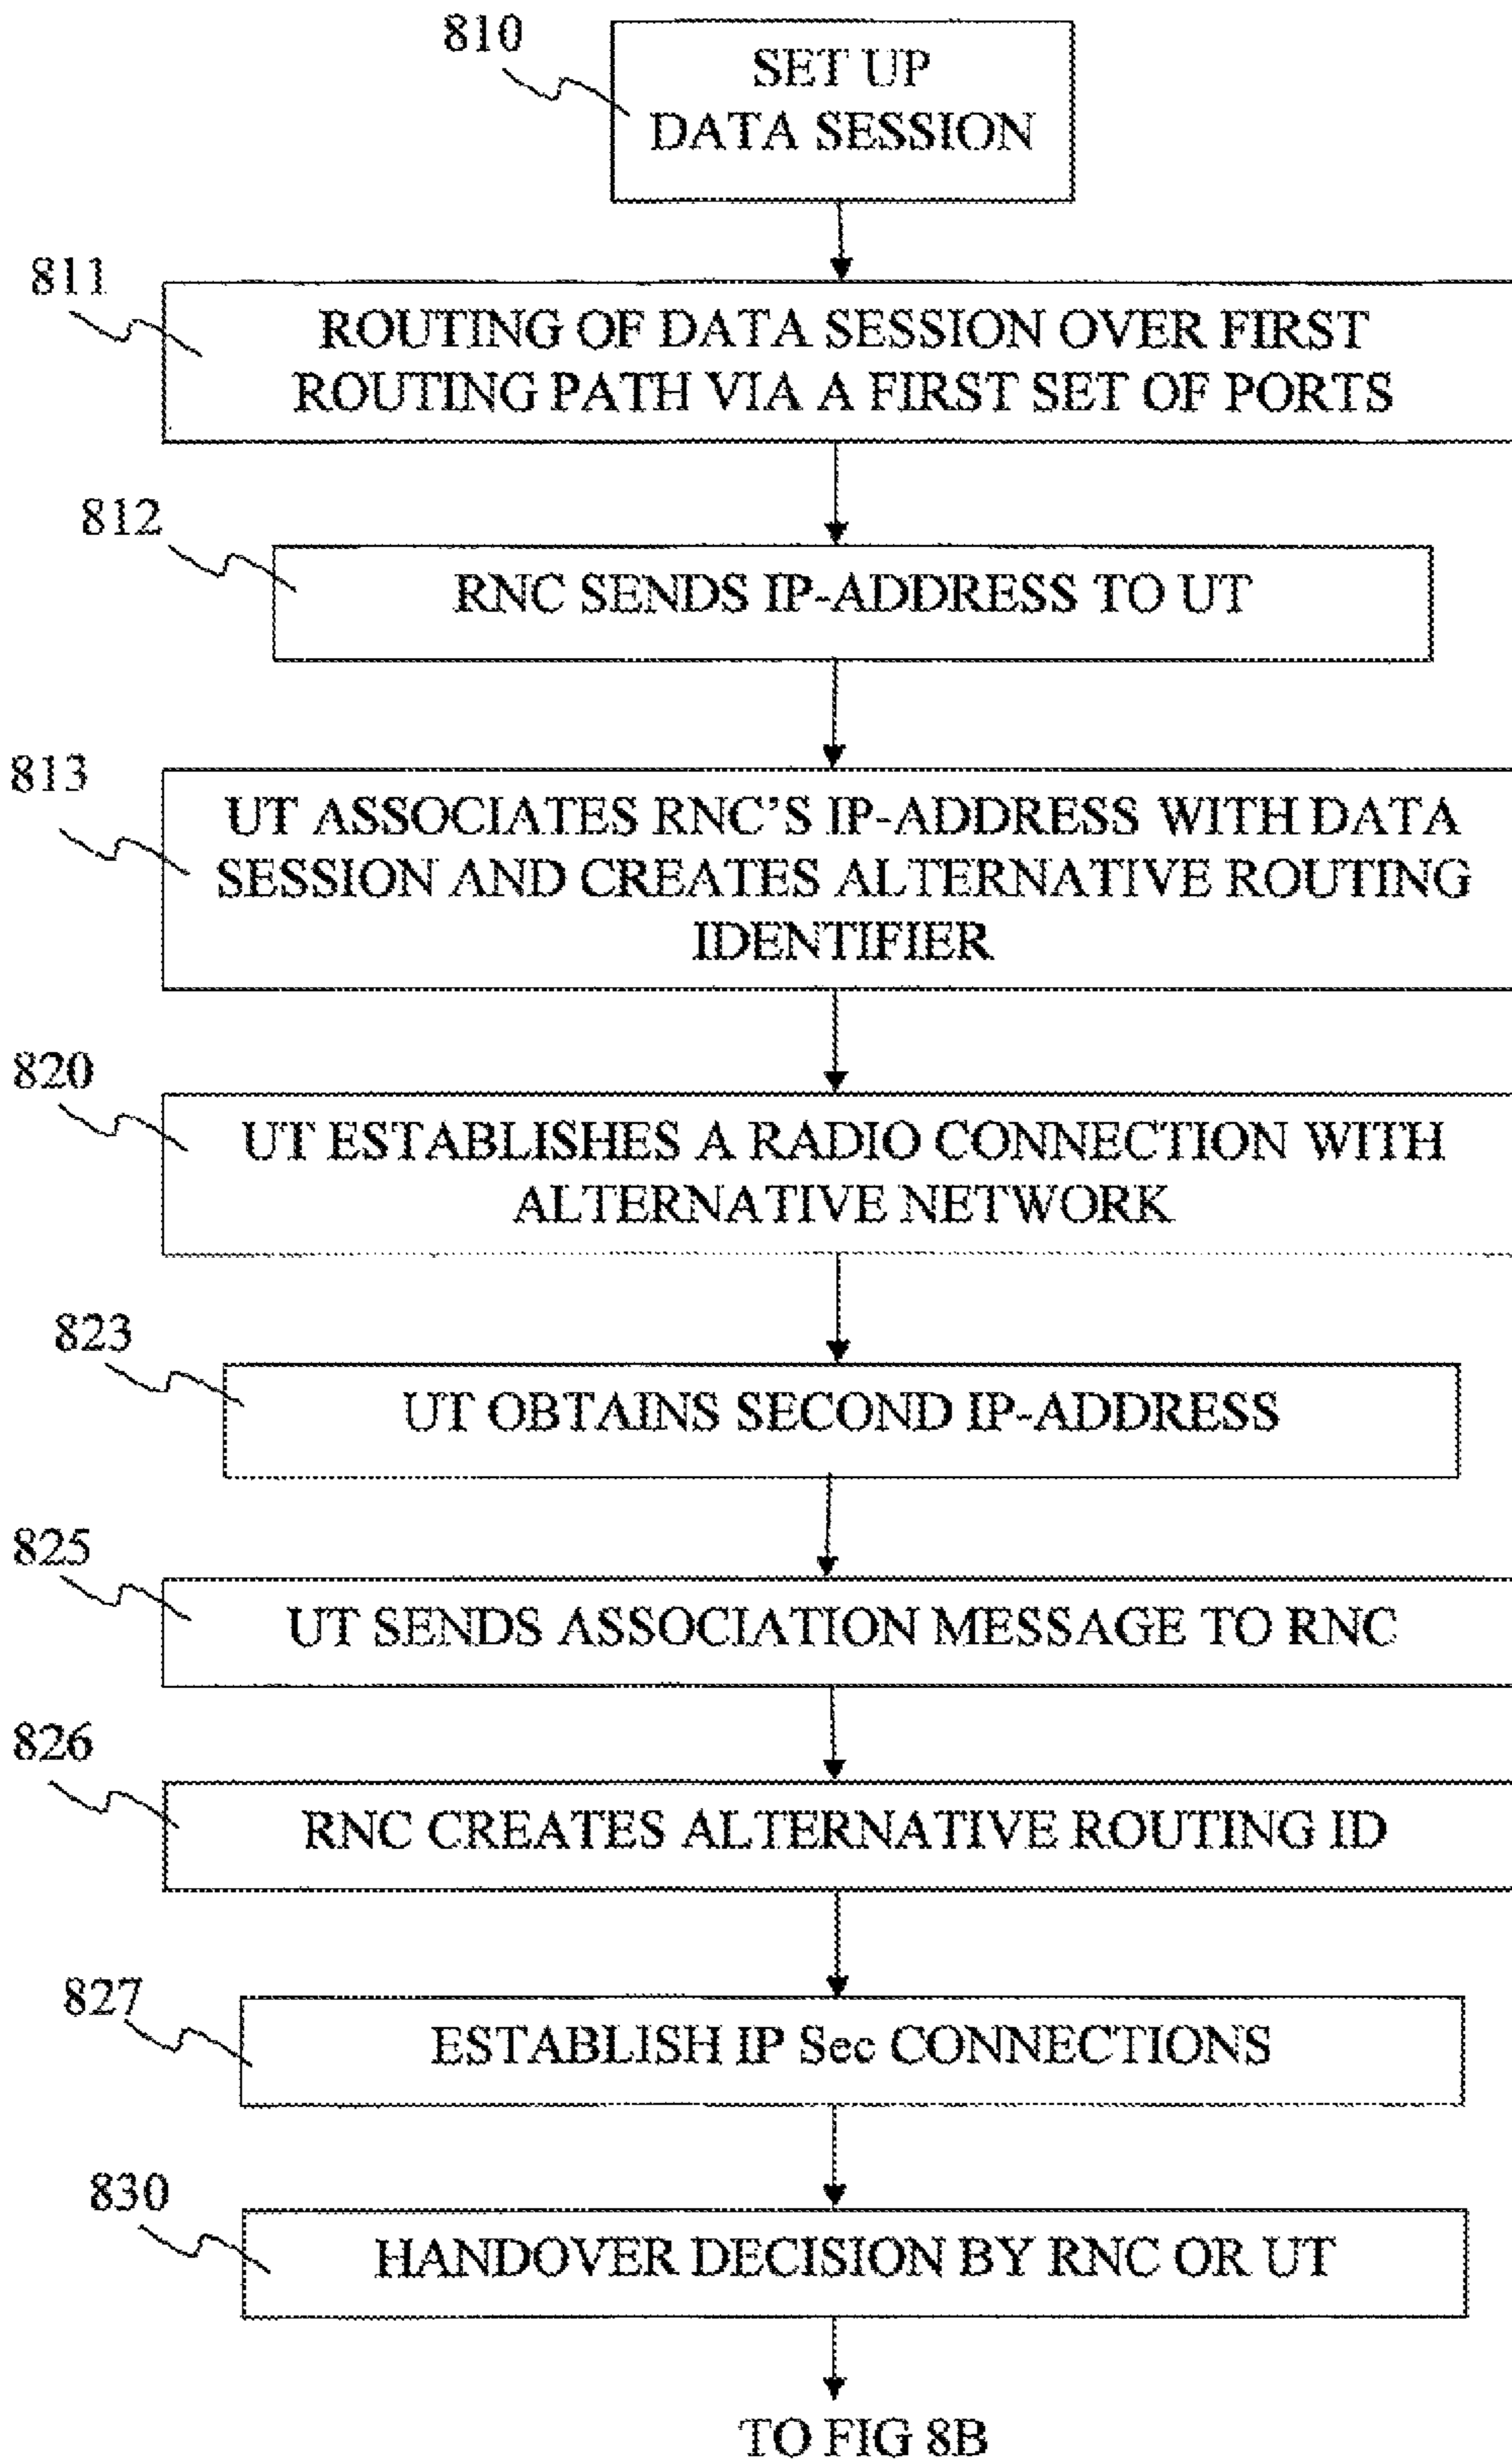 810
SET UP
DATA SESSION
811
ROUTING OF DATA SESSION OVER FIRST
ROUTING PATH VIA A FIRST SET OF PORTS
812
RNC SENDS IP-ADDRESS TO UT
813
UT ASSOCIATES RNC'S IP-ADDRESS WITH DATA
SESSION AND CREATES ALTERNATIVE ROUTING
IDENTIFIER
820
UT ESTABLISHES A RADIO CONNECTION WITH
ALTERNATIVE NETWORK
823
UT OBTAINS SECOND IP-ADDRESS
825
UT SENDS ASSOCIATION MESSAGE TO RNC
826
RNC CREATES ALTERNATIVE ROUTING ID
827
ESTABLISH IP Sec CONNECTIONS
830
HANDOVER DECISION BY RNC OR UT
TO FIG 8B